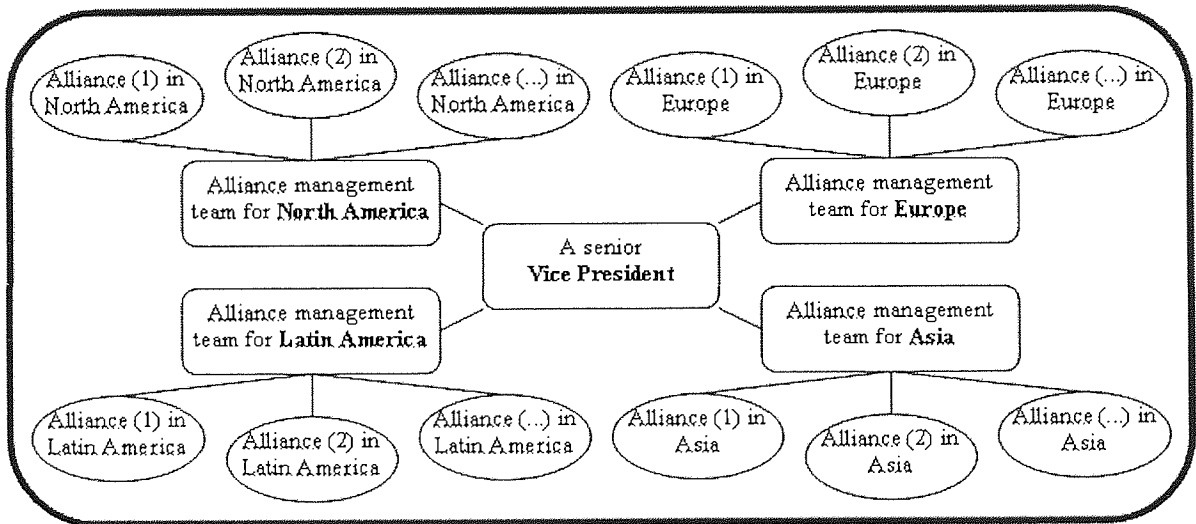 Alliance (1) in
North America
Alliance (2) in
North America
Alliance (...) in
North America
Alliance (1) in
Europe
Alliance (2) in
Europe
Alliance (...) in
Europe
Alliance management
team for North America
Alliance management
team for Europe
A senior
Vice President
Alliance management
team for Latin America
Alliance management
team for Asia
Alliance (1) in
Latin America
Alliance (2) in
Latin America
Alliance (...) in
Latin America
Alliance (1) in
Asia
Alliance (2) in
Asia
Alliance (...) in
Asia